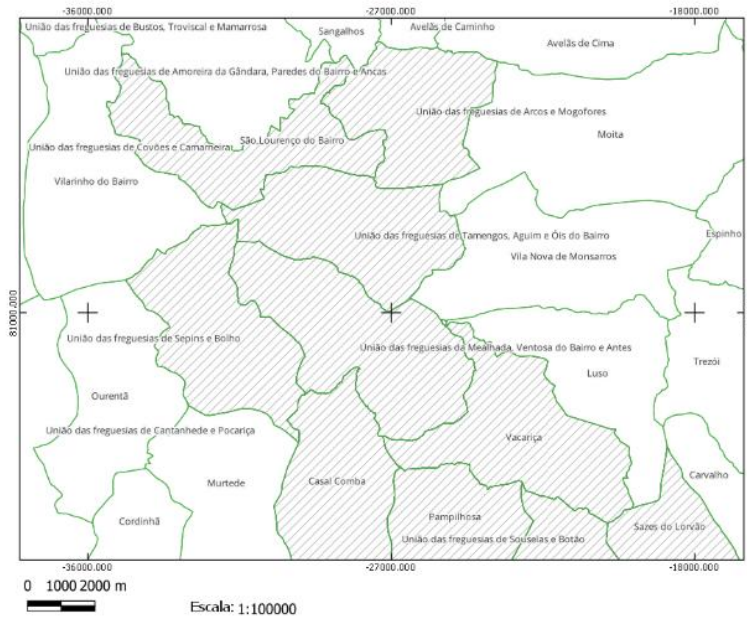 -36000.000
-27000.000
-18000.000
União das freguesias de Bustos, Troviscal e Mamarrosa
Sangalhos
Avelãs de Caminho
Avelãs de Cima
União das freguesias de Amoreira da Gândara, Paredes do Bairro e Ancas
União das freguesias de Arcos e Mogofores
Moita
São Lourenço do Bairro
União das freguesias de Covões e Camarneira
Vilarinho do Bairro
União das freguesias de Tamengos, Aguim e Óis do Bairro
Espinho
Vila Nova de Monsarros
81000.000
União das freguesias de Sepins e Bolho
União das freguesias da Mealhada, Ventosa do Bairro e Antes
Trezói
Luso
Ourentã
União das freguesias de Cantanhede e Pocariça
Vacariça
Carvalho
Murtede
Casal Comba
Cordinhã
Pampilhosa
Sazes do Lorvão
União das freguesias de Souselas e Botão
-36000.000
-27000.000
-18000.000
0 1000 2000 m
Escala: 1:100000